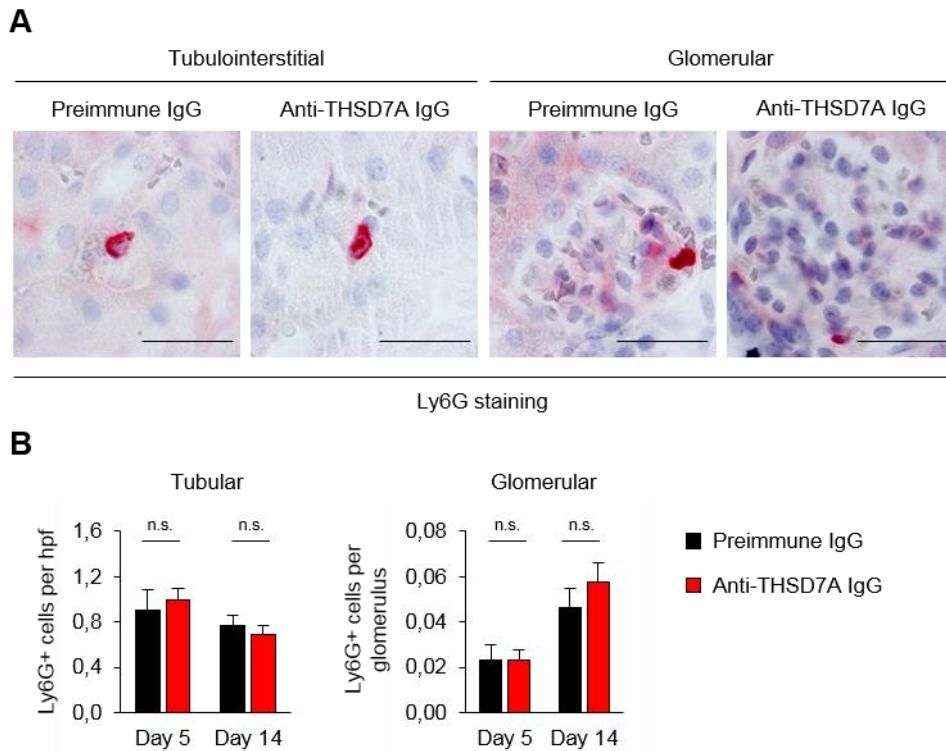 A
Tubulointerstitial
Glomerular
Preimmune IgG
Anti-THSD7A IgG
Preimmune IgG
Anti-THSD7A IgG
Ly6G staining
B
Tubular
Ly6G+ cells per hpf
1,6
1,2
0,8
0,4
0,0
n.s.
n.s.
Day 5
Day 14
Glomerular
Ly6G+ cells per
glomerulus
0,08
0,06
0,04
0,02
0,00
n.s.
n.s.
Day 5
Day 14
Preimmune IgG
Anti-THSD7A IgG